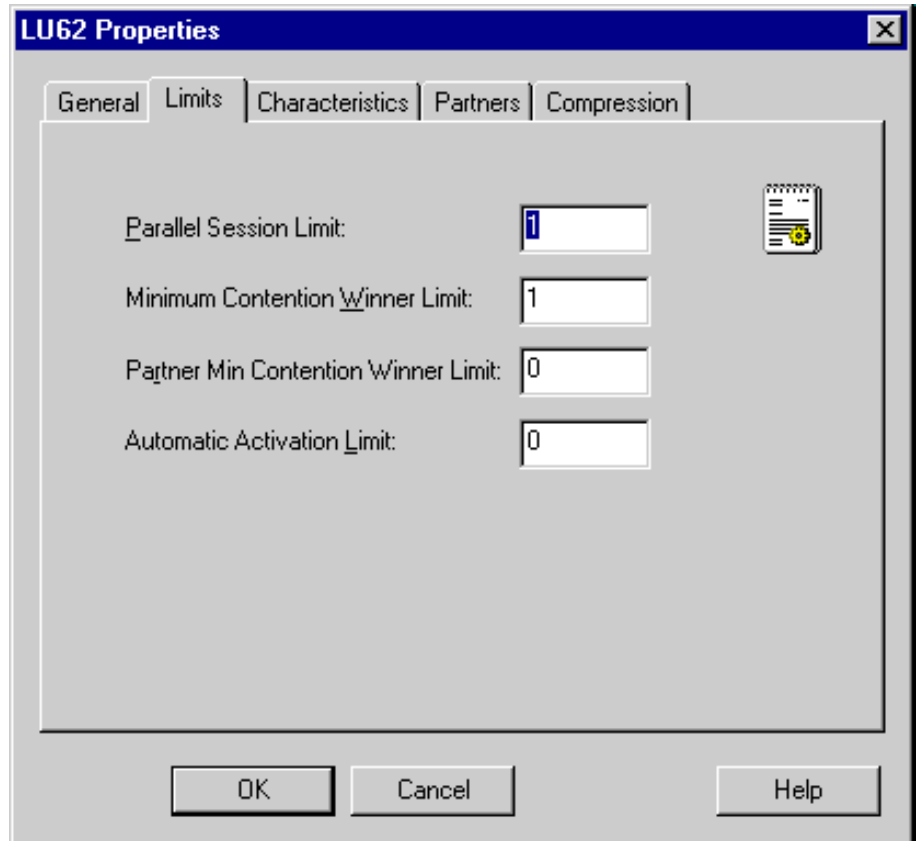 LU62 Properties
General Limits Characteristics Partners Compression
Parallel Session Limit: 1
Minimum Contention Winner Limit: 1
Partner Min Contention Winner Limit: 0
Automatic Activation Limit: 0
OK Cancel Help